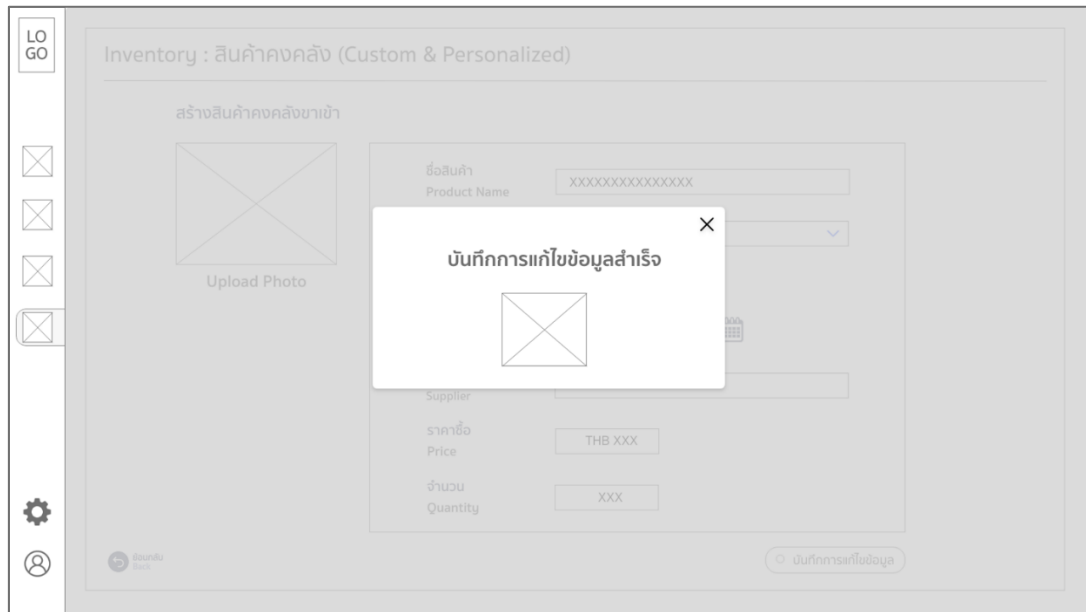 LO
GO
Inventory : สินค้าคงคลัง (Custom & Personalized)
สร้างสินค้าคงคลังขาเข้า
Upload Photo
ชื่อสินค้า
Product Name
XXXXXXXXXXXXXXX
บันทึกการแก้ไขข้อมูลสำเร็จ
Supplier
ราคาซื้อ
Price
THB XXX
จำนวน
Quantity
XXX
ย้อนกลับ
Back
บันทึกการแก้ไขข้อมูล